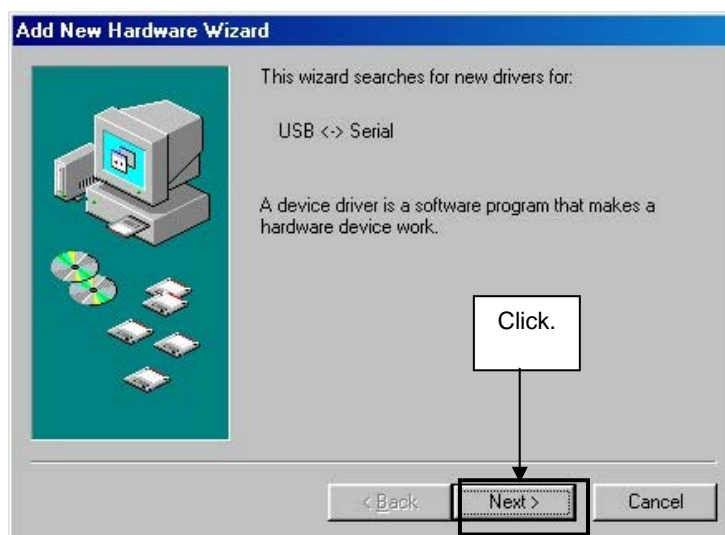 Add New Hardware Wizard
This wizard searches for new drivers for:
USB <-> Serial
A device driver is a software program that makes a
hardware device work.
Click.
< Back
Next >
Cancel